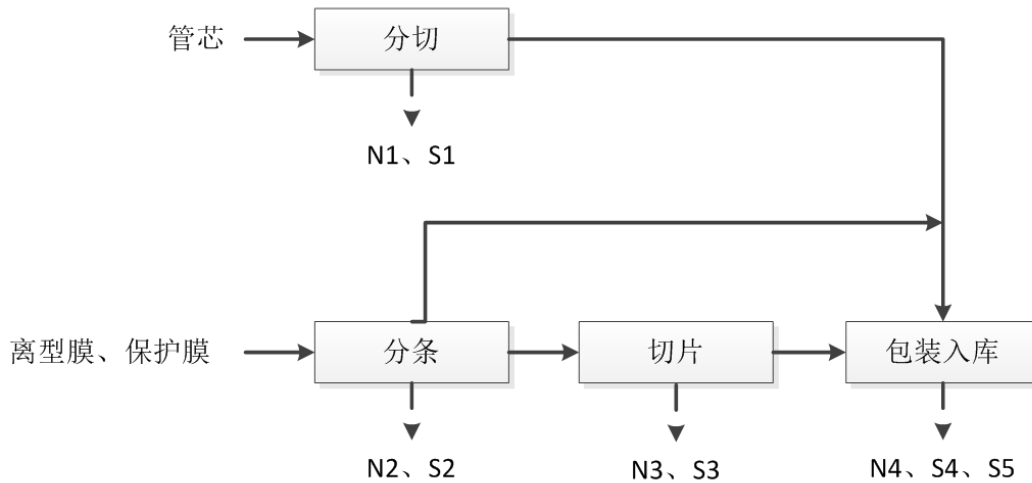 管芯
分切
N1、S1
离型膜、保护膜
分条
切片
包装入库
N2、S2
N3、S3
N4、S4、S5